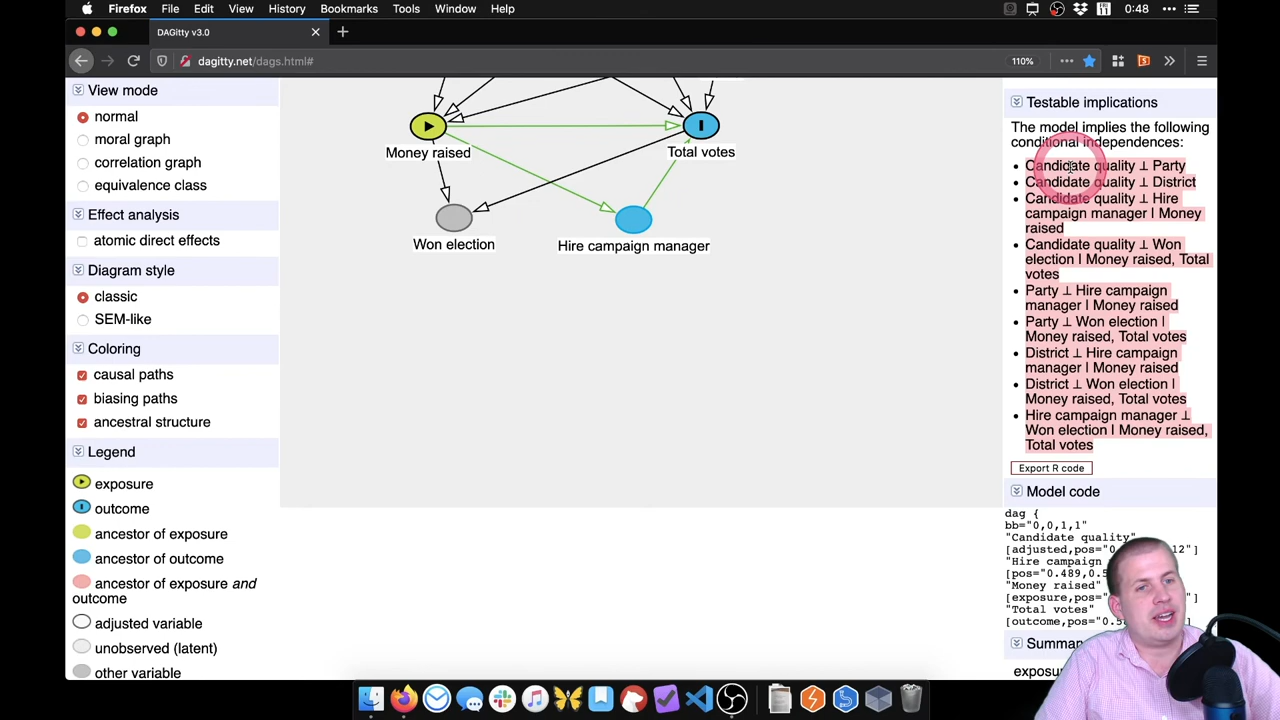 Firefox File Edit View History Bookmarks Tools Window Help
11 0:48
DAGitty v3.0
dagitty.net/dags.html#
110%
View mode
normal
moral graph
correlation graph
equivalence class
Effect analysis
atomic direct effects
Diagram style
classic
SEM-like
Coloring
causal paths
biasing paths
ancestral structure
Legend
exposure
outcome
ancestor of exposure
ancestor of outcome
ancestor of exposure and
outcome
adjusted variable
unobserved (latent)
other variable
Money raised
Total votes
Won election
Hire campaign manager
Testable implications
The model implies the following
conditional independences:
Candidate quality ⊥ Party
Candidate quality ⊥ District
Candidate quality ⊥ Hire
campaign manager | Money
raised
Candidate quality ⊥ Won
election | Money raised, Total
votes
Party ⊥ Hire campaign
manager | Money raised
Party ⊥ Won election |
Money raised, Total votes
District ⊥ Hire campaign
manager | Money raised
District ⊥ Won election |
Money raised, Total votes
Hire campaign manager ⊥
Won election | Money raised,
Total votes
Export R code
Model code
dag {
bb="0,0,1,1"
"Candidate quality"
[adjusted,pos="0. 12"]
"Hire campaign
[pos="0.489,0.5
"Money raised"
[exposure,pos= "]
"Total votes"
[outcome,pos="0.5 "]